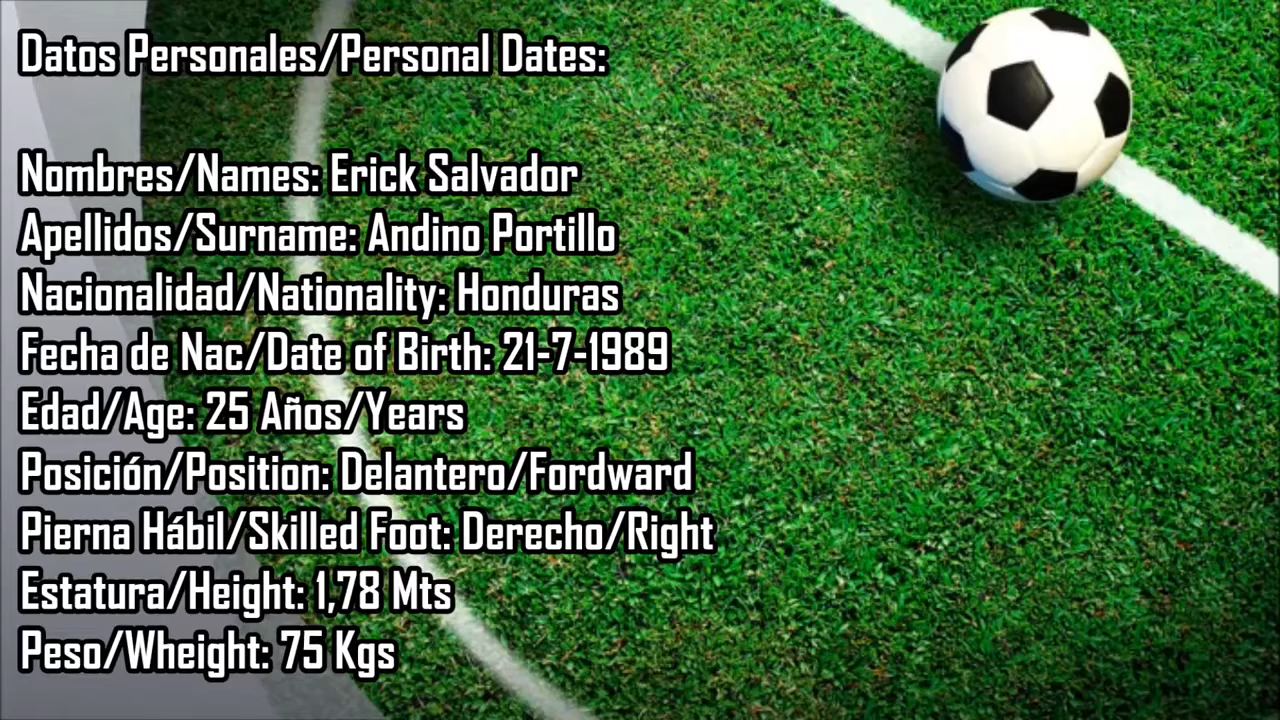 Datos Personales/Personal Dates:
Nombres/Names: Erick Salvador
Apellidos/Surname: Andino Portillo
Nacionalidad/Nationality: Honduras
Fecha de Nac/Date of Birth: 21-7-1989
Edad/Age: 25 Años/Years
Posición/Position: Delantero/Fordward
Pierna Hábil/Skilled Foot: Derecho/Right
Estatura/Height: 1,78 Mts
Peso/Wheight: 75 Kgs